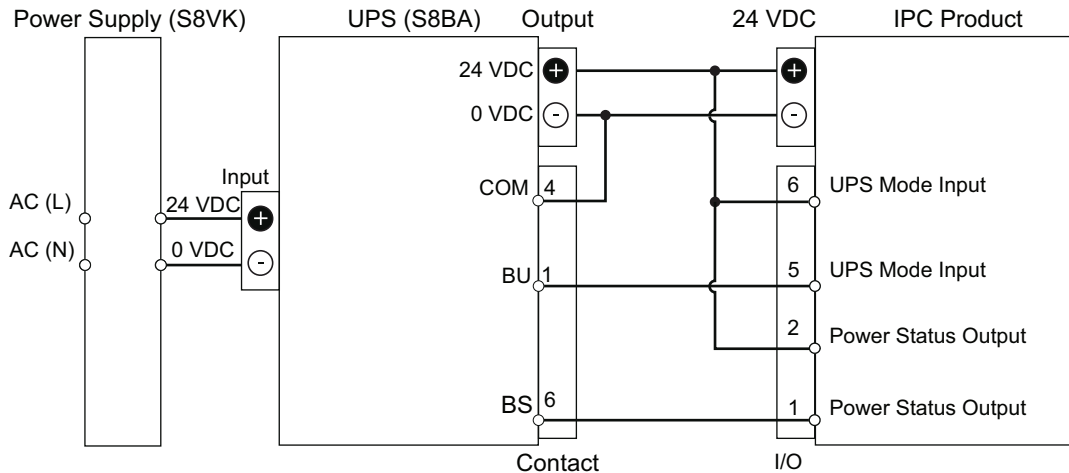 Power Supply (S8VK)
UPS (S8BA)
Output
24 VDC
IPC Product
24 VDC
+
+
0 VDC
-
-
Input
COM
4
6
UPS Mode Input
AC (L)
24 VDC
+
AC (N)
0 VDC
-
BU
1
5
UPS Mode Input
2
Power Status Output
BS
6
1
Power Status Output
Contact
I/O